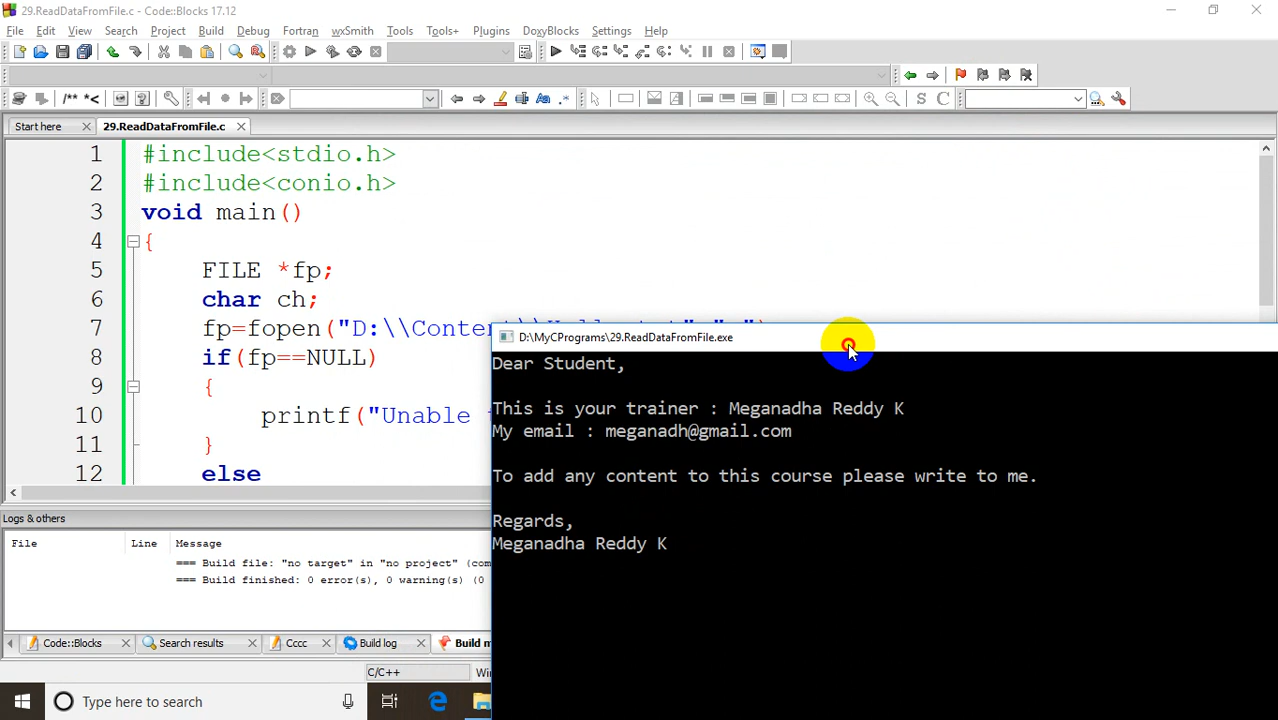 29.ReadDataFromFile.c - Code::Blocks 17.12
File Edit View Search Project Build Debug Fortran wxSmith Tools Tools+ Plugins DoxyBlocks Settings Help
/** *<
S C
Start here 29.ReadDataFromFile.c
1 #include<stdio.h>
2 #include<conio.h>
3 void main()
4 {
5 FILE *fp;
6 char ch;
7 fp=fopen("D:\\Content
8 if(fp==NULL)
9 {
10 printf("Unable
11 }
12 else
D:\MyCPrograms\29.ReadDataFromFile.exe
Dear Student,
This is your trainer : Meganadha Reddy K
My email : meganadh@gmail.com
To add any content to this course please write to me.
Regards,
Meganadha Reddy K
Logs & others
File Line Message
=== Build file: "no target" in "no project" (com
=== Build finished: 0 error(s), 0 warning(s) (0
Code::Blocks Search results Cccc Build log Build m
C/C++ Win
Type here to search